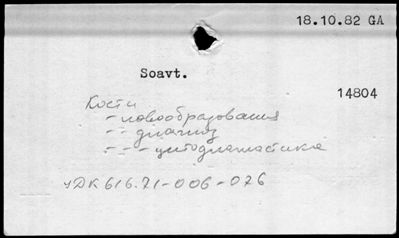 18.10.82 GA
Soavt.
14804
Кости
- новообразования
- - диагноз
- - - цитодиагностика
УДК 616.71-006-076